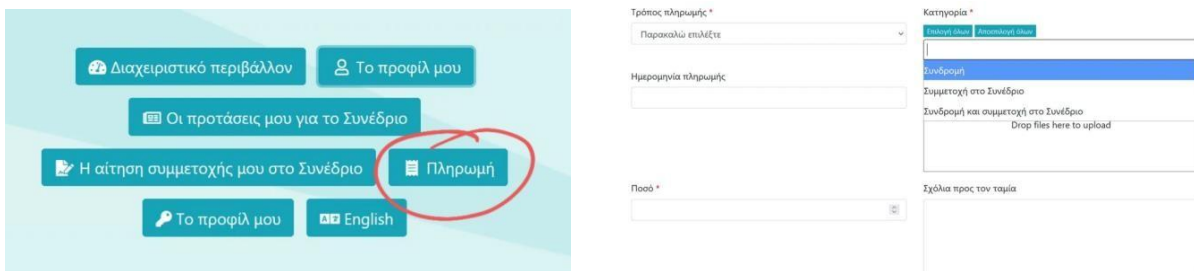 Διαχειριστικό περιβάλλον
Το προφίλ μου
Οι προτάσεις μου για το Συνέδριο
Η αίτηση συμμετοχής μου στο Συνέδριο
Πληρωμή
Το προφίλ μου
English
Τρόπος πληρωμής *
Παρακαλώ επιλέξτε
Ημερομηνία πληρωμής
Ποσό *
Κατηγορία *
Επιλογή όλων
Αποεπιλογή όλων
Συνδρομή
Συμμετοχή στο Συνέδριο
Συνδρομή και συμμετοχή στο Συνέδριο
Drop files here to upload
Σχόλια προς τον ταμία